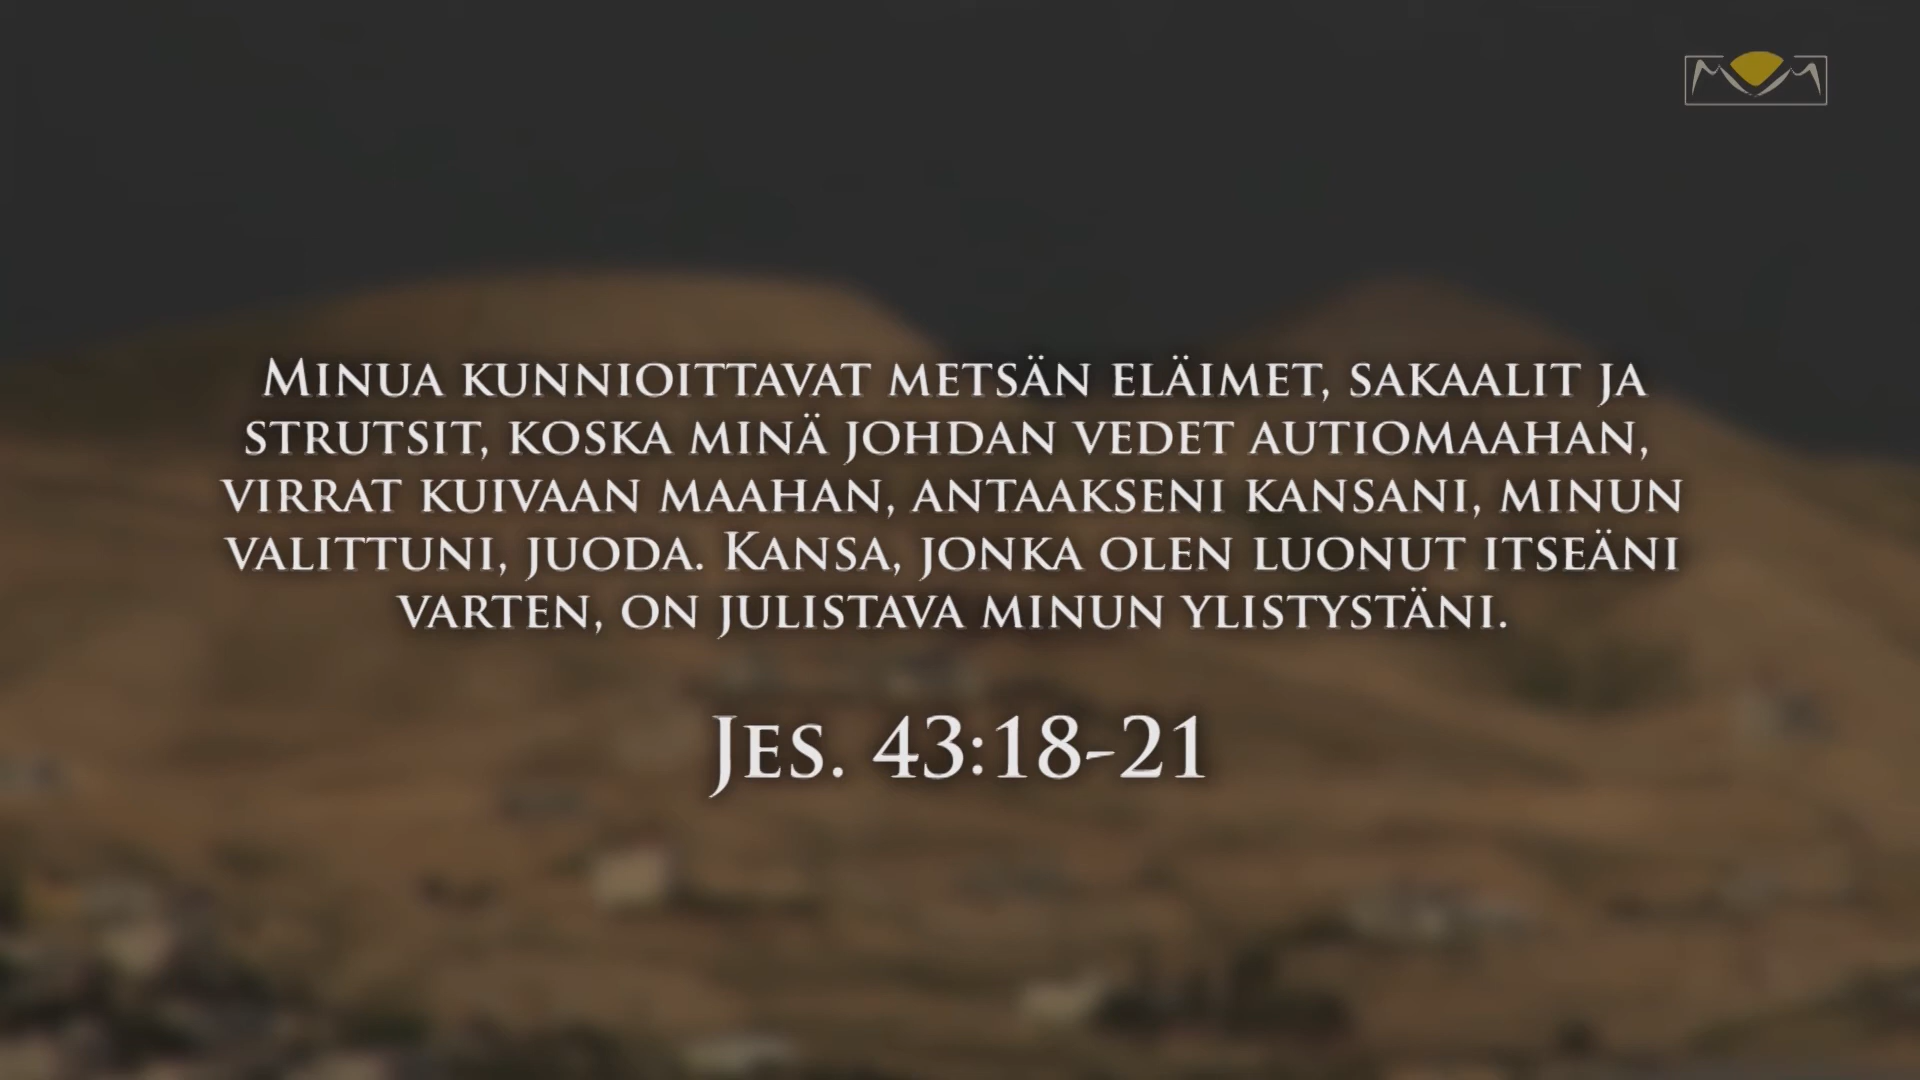 Minua kunnioittavat metsän eläimet, sakaalit ja
strutsit, koska minä johdan vedet autiomaahan,
virrat kuivaan maahan, antaakseni kansani, minun
valittuni, juoda. Kansa, jonka olen luonut itseäni
varten, on julistava minun ylistystäni.
Jes. 43:18-21